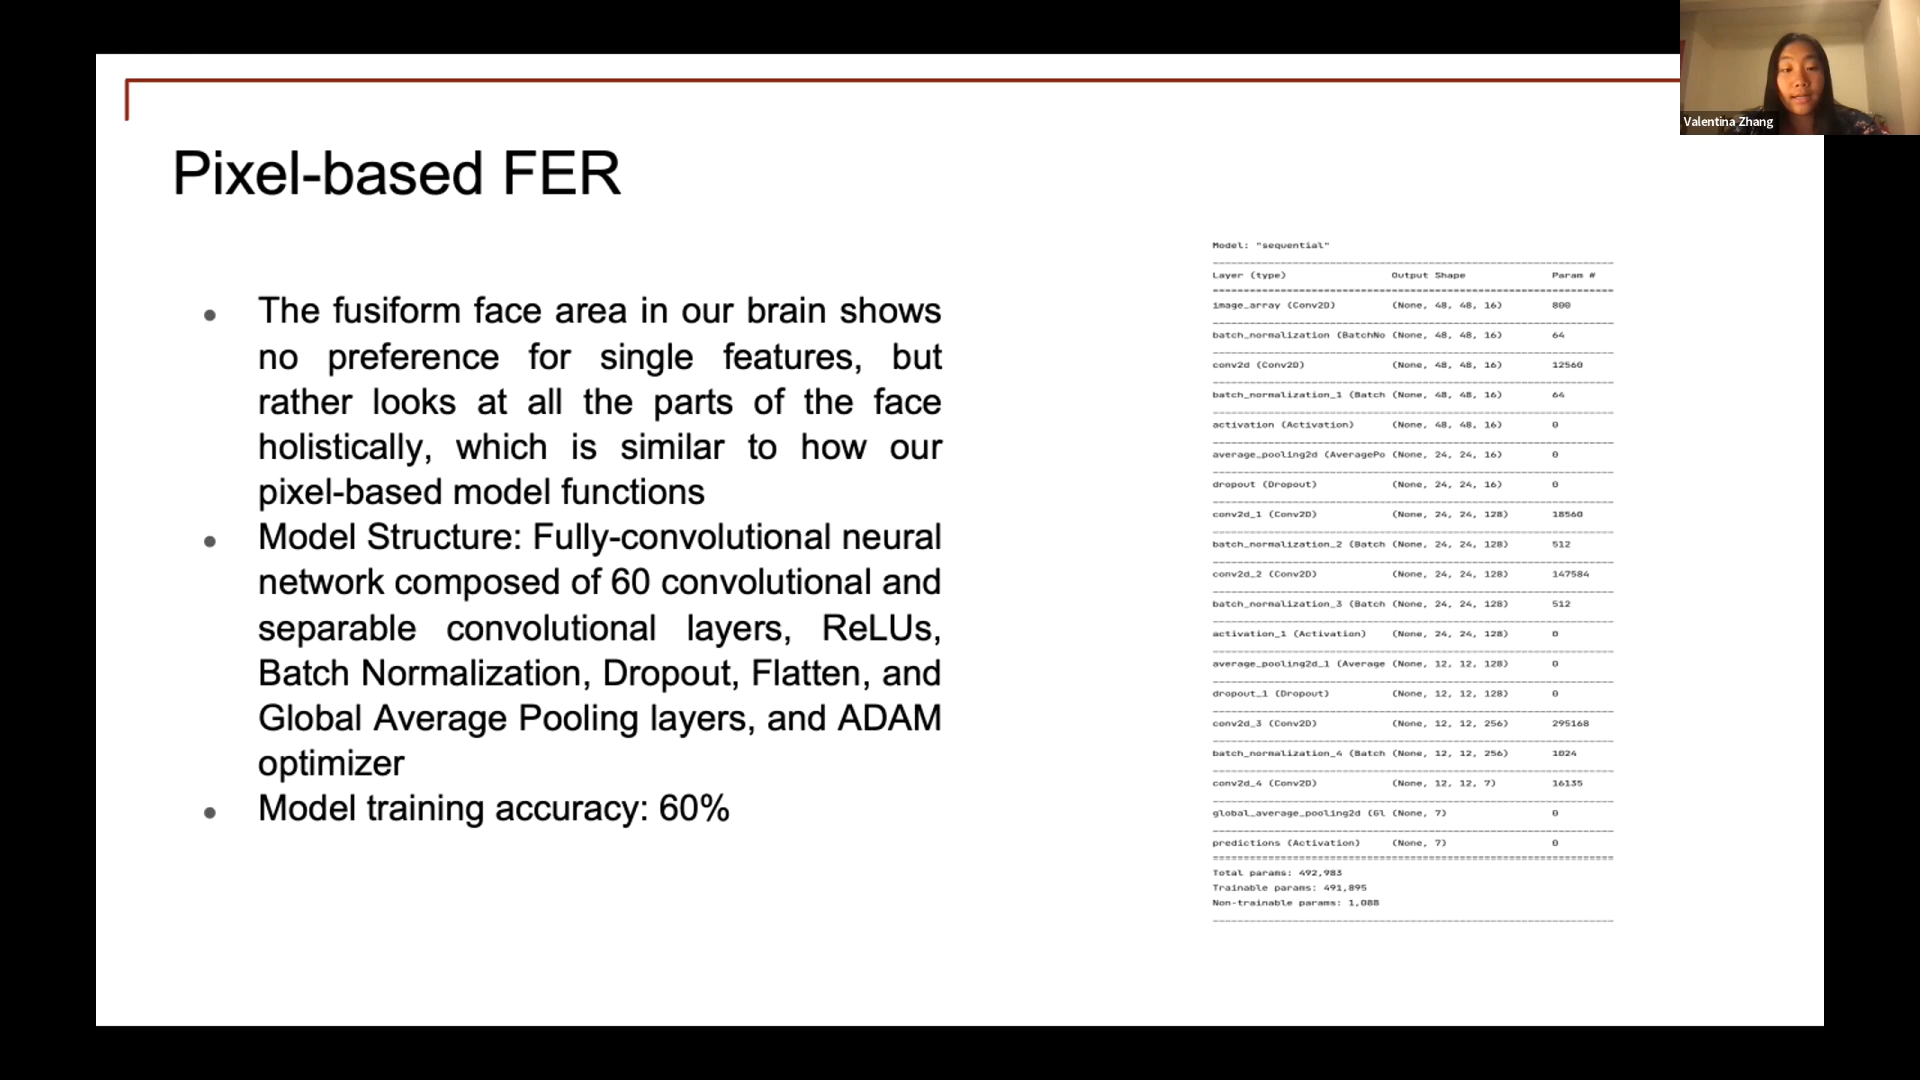 Valentina Zhang
Pixel-based FER
The fusiform face area in our brain shows
no preference for single features, but
rather looks at all the parts of the face
holistically, which is similar to how our
pixel-based model functions
Model Structure: Fully-convolutional neural
network composed of 60 convolutional and
separable convolutional layers, ReLUs,
Batch Normalization, Dropout, Flatten, and
Global Average Pooling layers, and ADAM
optimizer
Model training accuracy: 60%
Model: "sequential"
Layer (type) Output Shape Param #
image_array (Conv2D) (None, 48, 48, 16) 800
batch_normalization (BatchNo (None, 48, 48, 16) 64
conv2d (Conv2D) (None, 48, 48, 16) 12560
batch_normalization_1 (Batch (None, 48, 48, 16) 64
activation (Activation) (None, 48, 48, 16) 0
average_pooling2d (AveragePo (None, 24, 24, 16) 0
dropout (Dropout) (None, 24, 24, 16) 0
conv2d_1 (Conv2D) (None, 24, 24, 128) 18560
batch_normalization_2 (Batch (None, 24, 24, 128) 512
conv2d_2 (Conv2D) (None, 24, 24, 128) 147584
batch_normalization_3 (Batch (None, 24, 24, 128) 512
activation_1 (Activation) (None, 24, 24, 128) 0
average_pooling2d_1 (Average (None, 12, 12, 128) 0
dropout_1 (Dropout) (None, 12, 12, 128) 0
conv2d_3 (Conv2D) (None, 12, 12, 256) 295168
batch_normalization_4 (Batch (None, 12, 12, 256) 1024
conv2d_4 (Conv2D) (None, 12, 12, 7) 16135
global_average_pooling2d (Gl (None, 7) 0
predictions (Activation) (None, 7) 0
Total params: 492,983
Trainable params: 491,895
Non-trainable params: 1,088